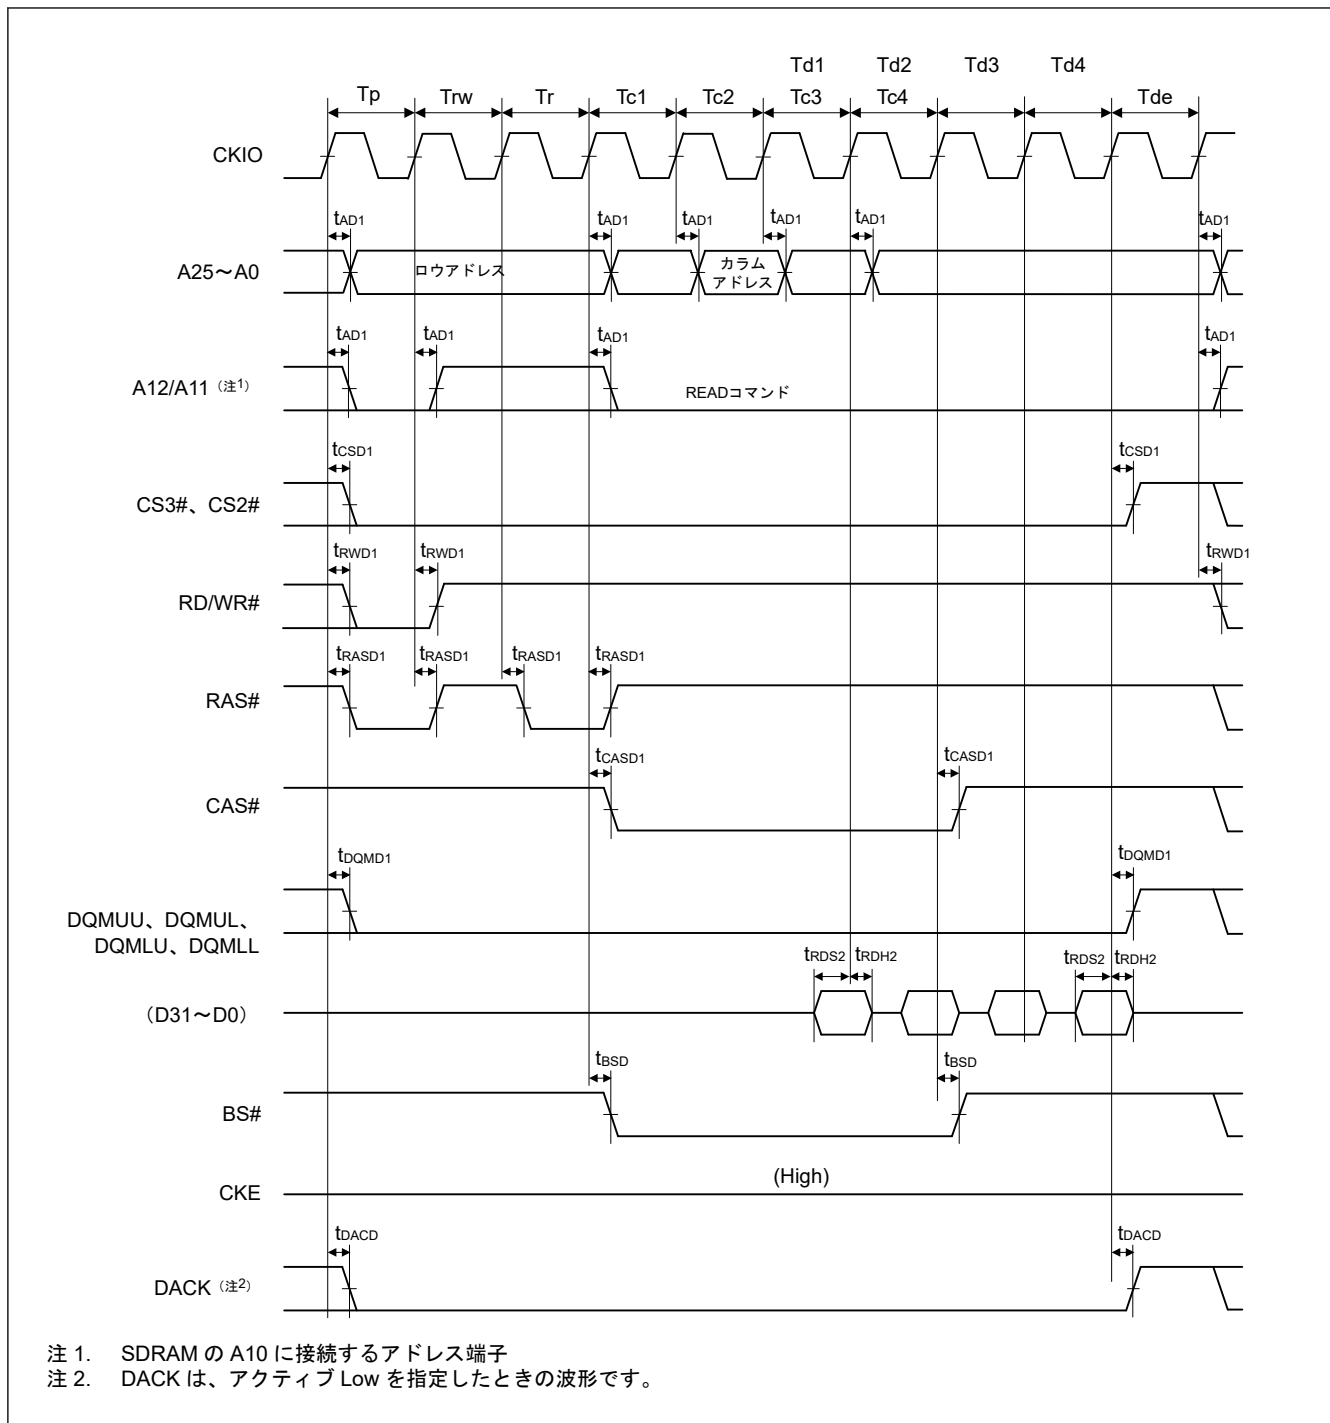 Td1 Td2 Td3 Td4
Tp Trw Tr Tc1 Tc2 Tc3 Tc4 Tde
CKIO
tAD1 tAD1 tAD1 tAD1 tAD1 tAD1
A25～A0 ロウアドレス カラム
アドレス
tAD1 tAD1 tAD1 tAD1
A12/A11（注1） READコマンド
tCSD1 tCSD1
CS3#、CS2#
tRWD1 tRWD1 tRWD1
RD/WR#
tRASD1 tRASD1 tRASD1 tRASD1
RAS#
tCASD1 tCASD1
CAS#
tDQMD1 tDQMD1
DQMUU、DQMUL、
DQMLU、DQMLL
tRDS2 tRDH2 tRDS2 tRDH2
（D31～D0）
tBSD tBSD
BS#
(High)
CKE
tDACD tDACD
DACK（注2）
注 1. SDRAM の A10 に接続するアドレス端子
注 2. DACK は、アクティブ Low を指定したときの波形です。